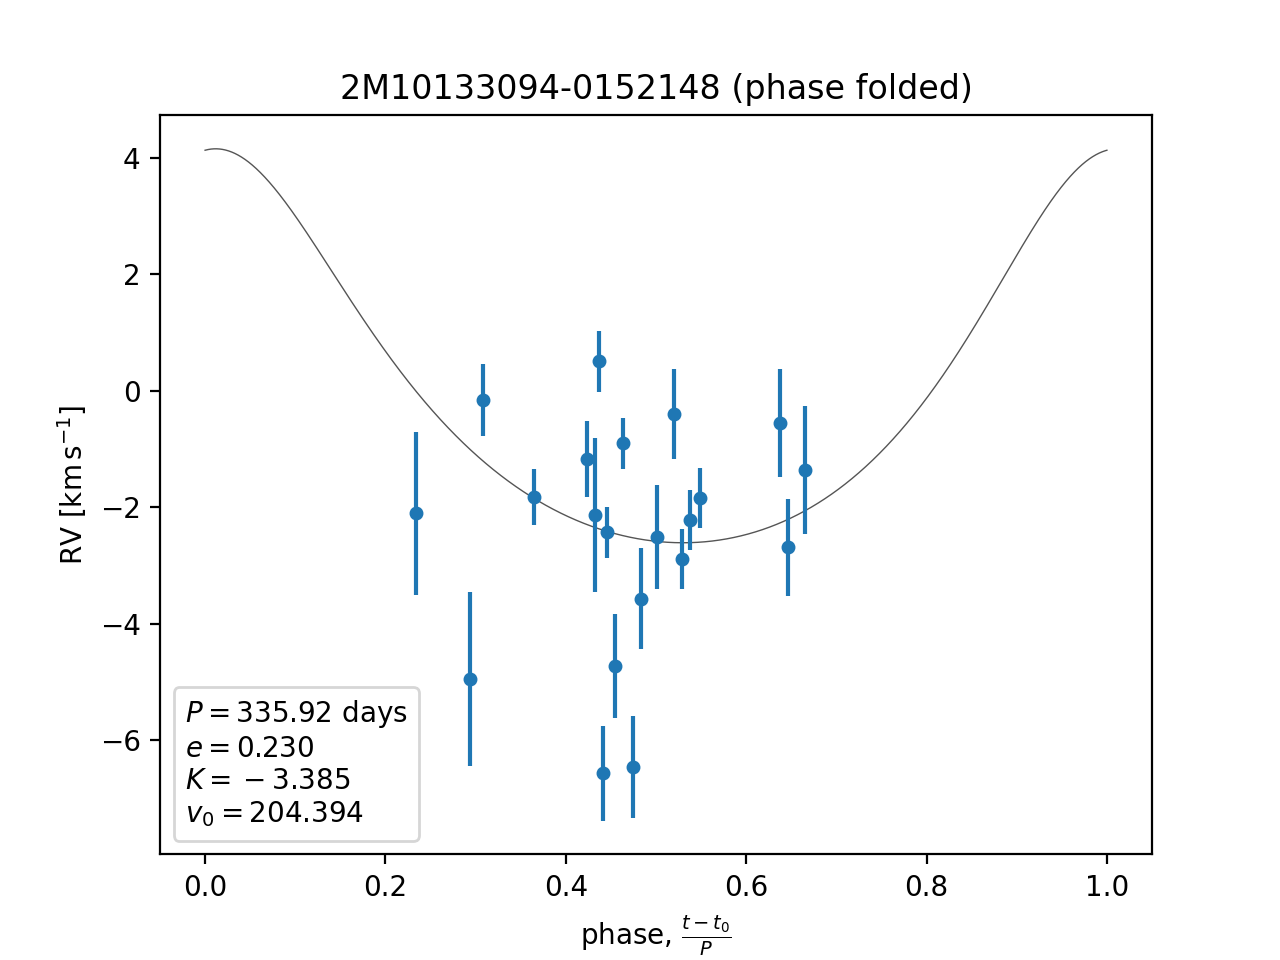 2M10133094-0152148 (phase folded)
RV [km s⁻¹]
4
2
0
−2
−4
−6
P = 335.92 days
e = 0.230
K = − 3.385
v₀ = 204.394
0.0 0.2 0.4 0.6 0.8 1.0
phase, (t − t₀)/P